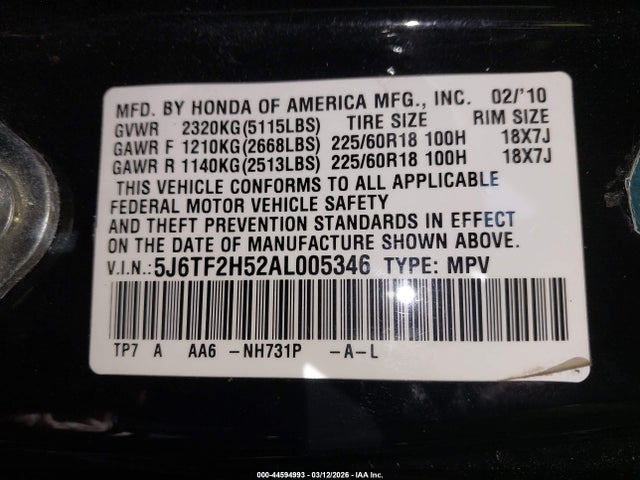 MFD. BY HONDA OF AMERICA MFG., INC. 02/'10
GVWR 2320KG(5115LBS) TIRE SIZE RIM SIZE
GAWR F 1210KG(2668LBS) 225/60R18 100H 18X7J
GAWR R 1140KG(2513LBS) 225/60R18 100H 18X7J
THIS VEHICLE CONFORMS TO ALL APPLICABLE
FEDERAL MOTOR VEHICLE SAFETY
AND THEFT PREVENTION STANDARDS IN EFFECT
ON THE DATE OF MANUFACTURE SHOWN ABOVE.
V.I.N.: 5J6TF2H52AL005346 TYPE: MPV
TP7 A AA6 -NH731P -A-L
000-44594993 - 03/12/2026 - IAA Inc.